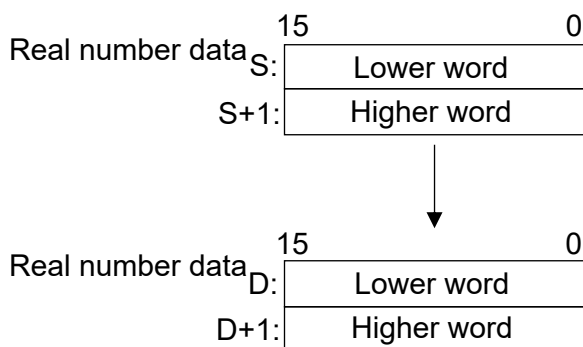 15 0
Real number data S: Lower word
S+1: Higher word
15 0
Real number data D: Lower word
D+1: Higher word